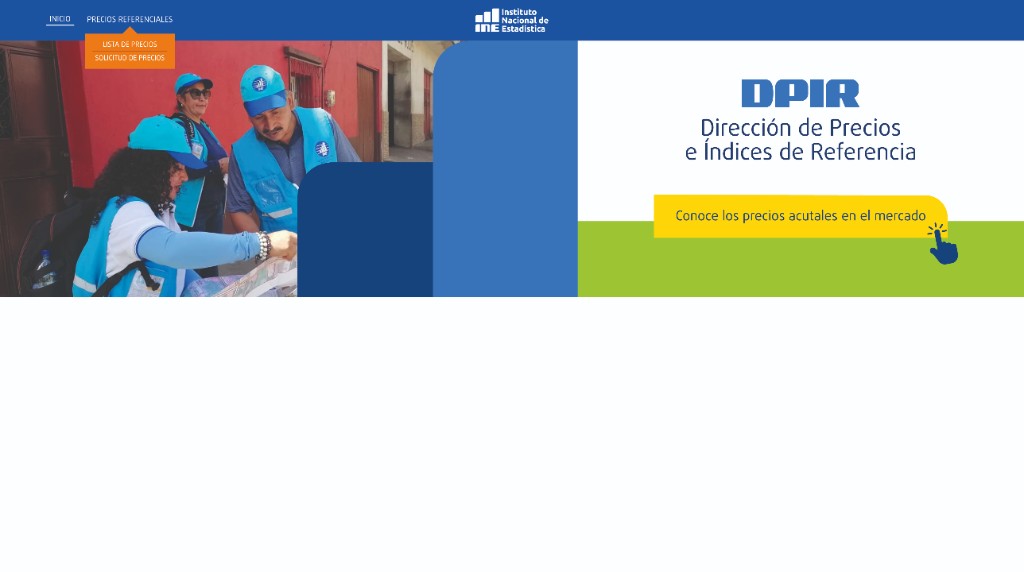 INICIO
PRECIOS REFERENCIALES
LISTA DE PRECIOS
SOLICITUD DE PRECIOS
INE
Instituto
Nacional de
Estadística
DPIR
Dirección de Precios
e Índices de Referencia
Conoce los precios acutales en el mercado